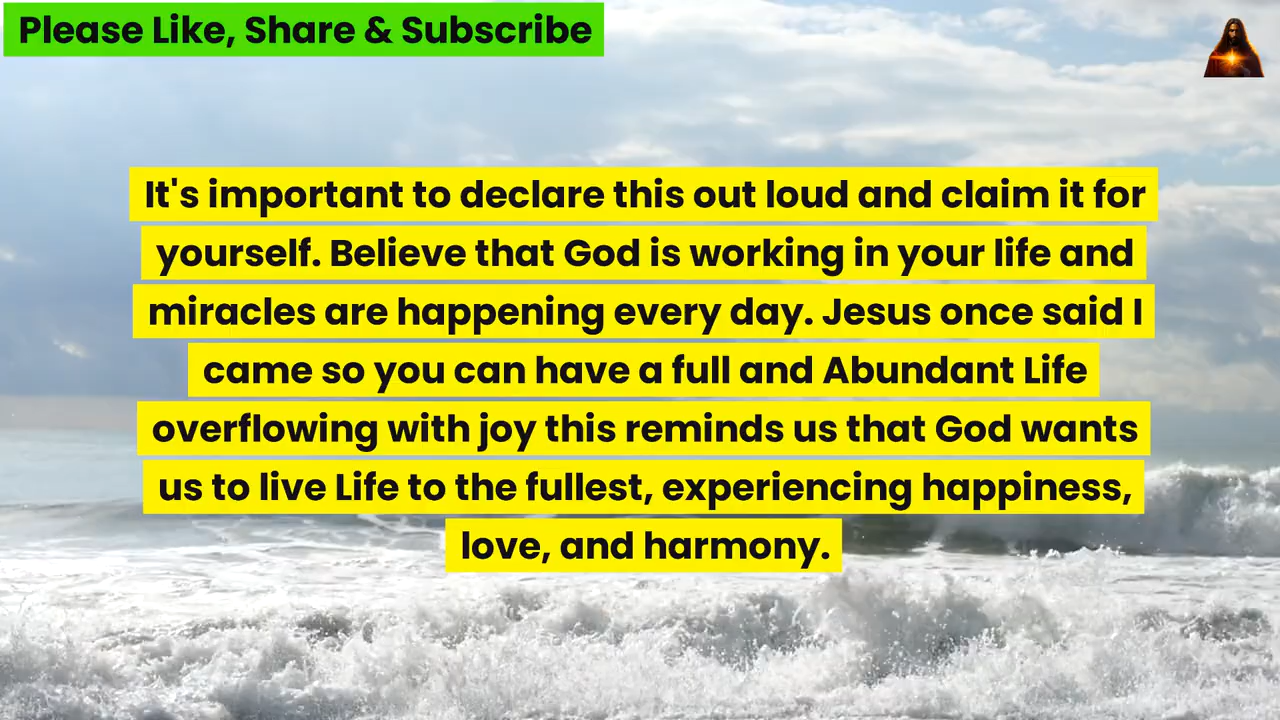 Please Like, Share & Subscribe
It's important to declare this out loud and claim it for
yourself. Believe that God is working in your life and
miracles are happening every day. Jesus once said I
came so you can have a full and Abundant Life
overflowing with joy this reminds us that God wants
us to live Life to the fullest, experiencing happiness,
love, and harmony.